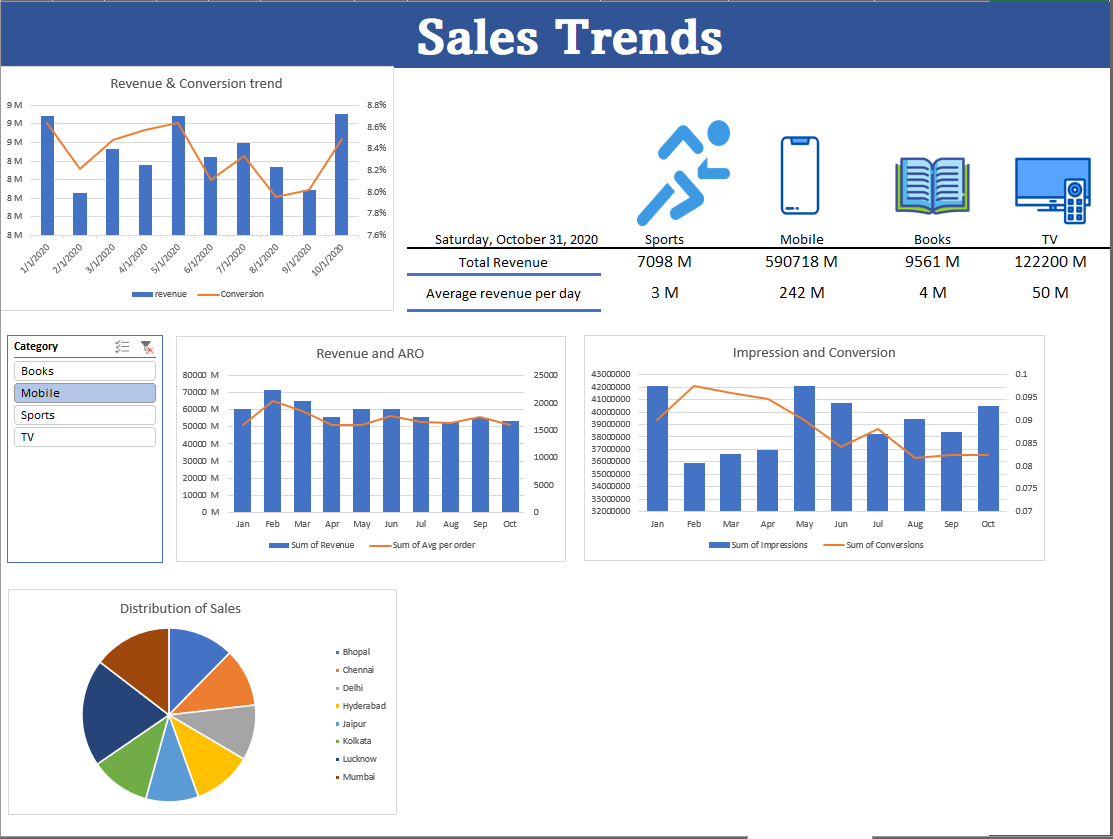 Sales Trends
Revenue & Conversion trend
9 M
9 M
9 M
8 M
8 M
8 M
8 M
8 M
8.8%
8.6%
8.4%
8.2%
8.0%
7.8%
7.6%
1/1/2020
2/1/2020
3/1/2020
4/1/2020
5/1/2020
6/1/2020
7/1/2020
8/1/2020
9/1/2020
10/1/2020
revenue Conversion
Saturday, October 31, 2020 Sports Mobile Books TV
Total Revenue 7098 M 590718 M 9561 M 122200 M
Average revenue per day 3 M 242 M 4 M 50 M
Category
Books
Mobile
Sports
TV
Revenue and ARO
80000 M
70000 M
60000 M
50000 M
40000 M
30000 M
20000 M
10000 M
0 M
25000
20000
15000
10000
5000
0
Jan Feb Mar Apr May Jun Jul Aug Sep Oct
Sum of Revenue Sum of Avg per order
Impression and Conversion
43000000
42000000
41000000
40000000
39000000
38000000
37000000
36000000
35000000
34000000
33000000
32000000
0.1
0.095
0.09
0.085
0.08
0.075
0.07
Jan Feb Mar Apr May Jun Jul Aug Sep Oct
Sum of Impressions Sum of Conversions
Distribution of Sales
Bhopal
Chennai
Delhi
Hyderabad
Jaipur
Kolkata
Lucknow
Mumbai